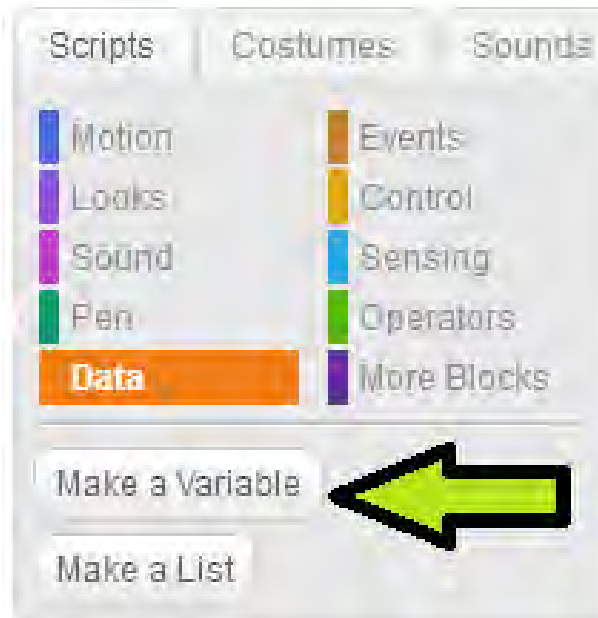 Scripts Costumes Sounds
Motion Events
Looks Control
Sound Sensing
Pen Operators
Data More Blocks
Make a Variable
Make a List